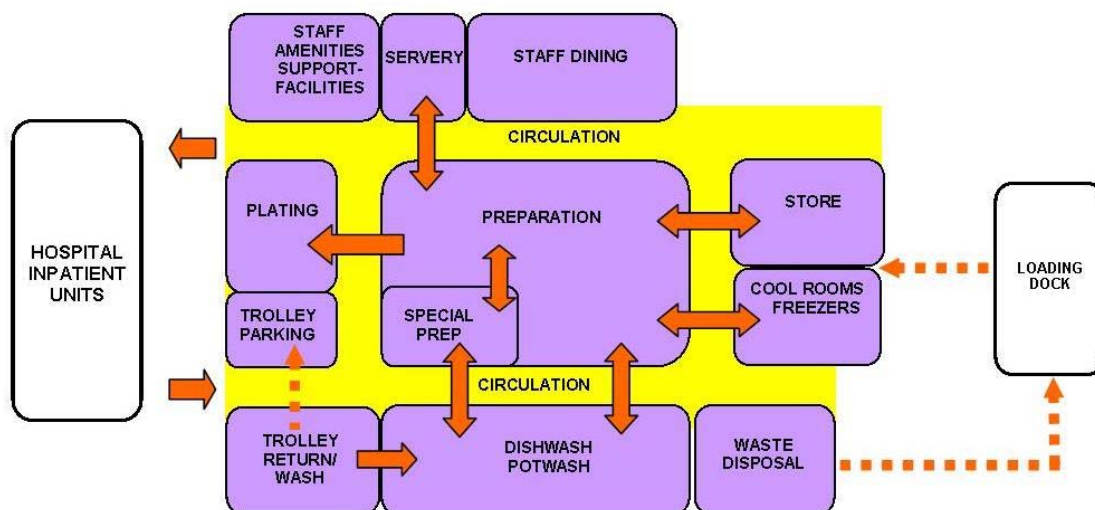 STAFF
AMENITIES
SUPPORT-
FACILITIES
SERVERY
STAFF DINING
CIRCULATION
PLATING
PREPARATION
STORE
HOSPITAL
INPATIENT
UNITS
LOADING
DOCK
COOL ROOMS
FREEZERS
TROLLEY
PARKING
SPECIAL
PREP
CIRCULATION
TROLLEY
RETURN/
WASH
DISHWASH
POTWASH
WASTE
DISPOSAL